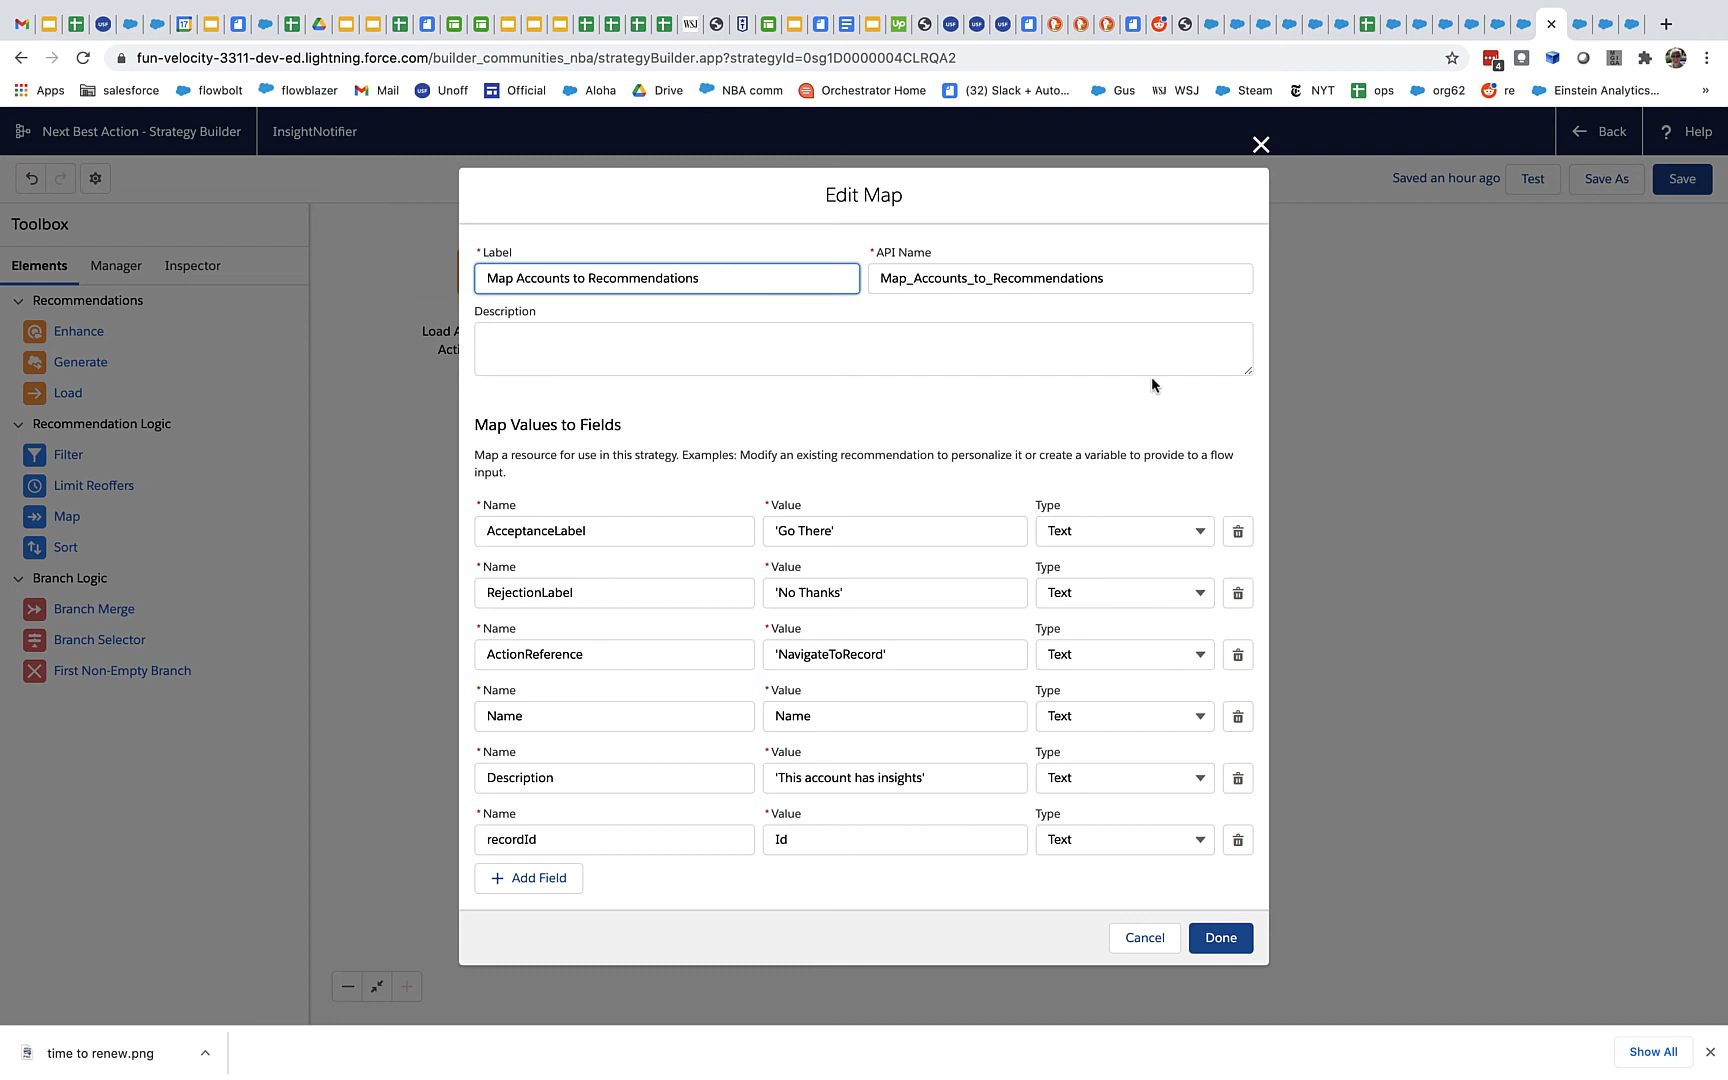 fun-velocity-3311-dev-ed.lightning.force.com/builder_communities_nba/strategyBuilder.app?strategyId=0sg1D0000004CLRQA2
Apps salesforce flowbolt flowblazer Mail Unoff Official Aloha Drive NBA comm Orchestrator Home (32) Slack + Auto... Gus WSJ WSJ Steam NYT ops org62 re Einstein Analytics... »
Next Best Action - Strategy Builder InsightNotifier Back ? Help
Saved an hour ago Test Save As Save
Toolbox
Elements Manager Inspector
Recommendations
Enhance
Generate
Load
Recommendation Logic
Filter
Limit Reoffers
Map
Sort
Branch Logic
Branch Merge
Branch Selector
First Non-Empty Branch
Load A
Acti
Edit Map
* Label * API Name
Map Accounts to Recommendations Map_Accounts_to_Recommendations
Description
Map Values to Fields
Map a resource for use in this strategy. Examples: Modify an existing recommendation to personalize it or create a variable to provide to a flow
input.
* Name * Value Type
AcceptanceLabel 'Go There' Text
* Name * Value Type
RejectionLabel 'No Thanks' Text
* Name * Value Type
ActionReference 'NavigateToRecord' Text
* Name * Value Type
Name Name Text
* Name * Value Type
Description 'This account has insights' Text
* Name * Value Type
recordId Id Text
+ Add Field
Cancel Done
time to renew.png Show All